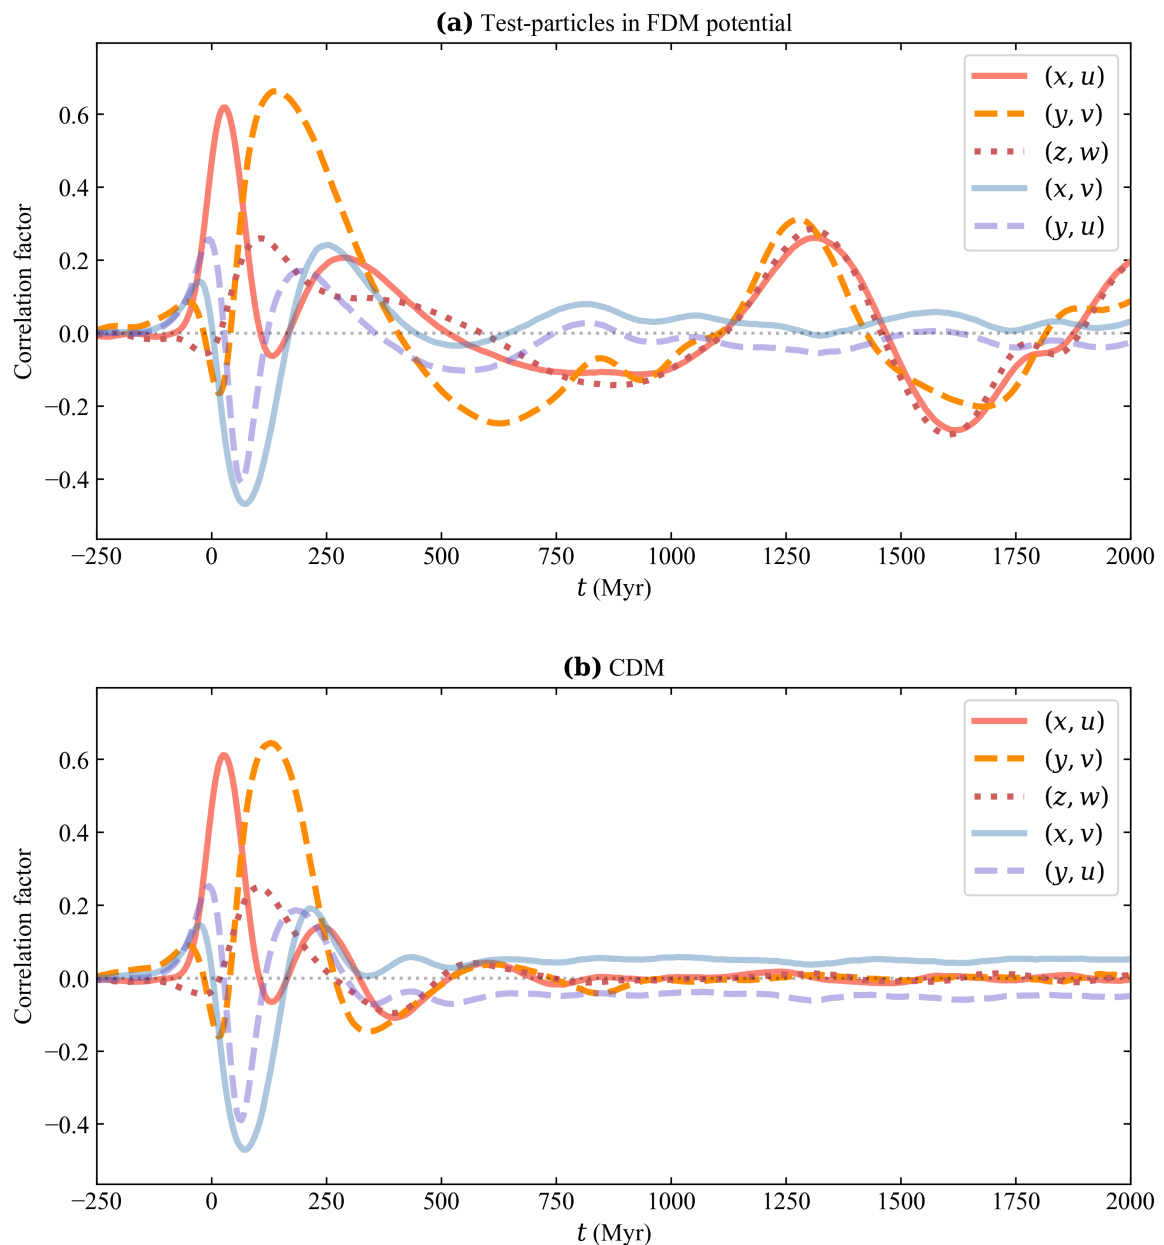 (a) Test-particles in FDM potential
Correlation factor
0.6
0.4
0.2
0.0
−0.2
−0.4
(x, u)
(y, v)
(z, w)
(x, v)
(y, u)
−250 0 250 500 750 1000 1250 1500 1750 2000
t (Myr)
(b) CDM
Correlation factor
0.6
0.4
0.2
0.0
−0.2
−0.4
(x, u)
(y, v)
(z, w)
(x, v)
(y, u)
−250 0 250 500 750 1000 1250 1500 1750 2000
t (Myr)